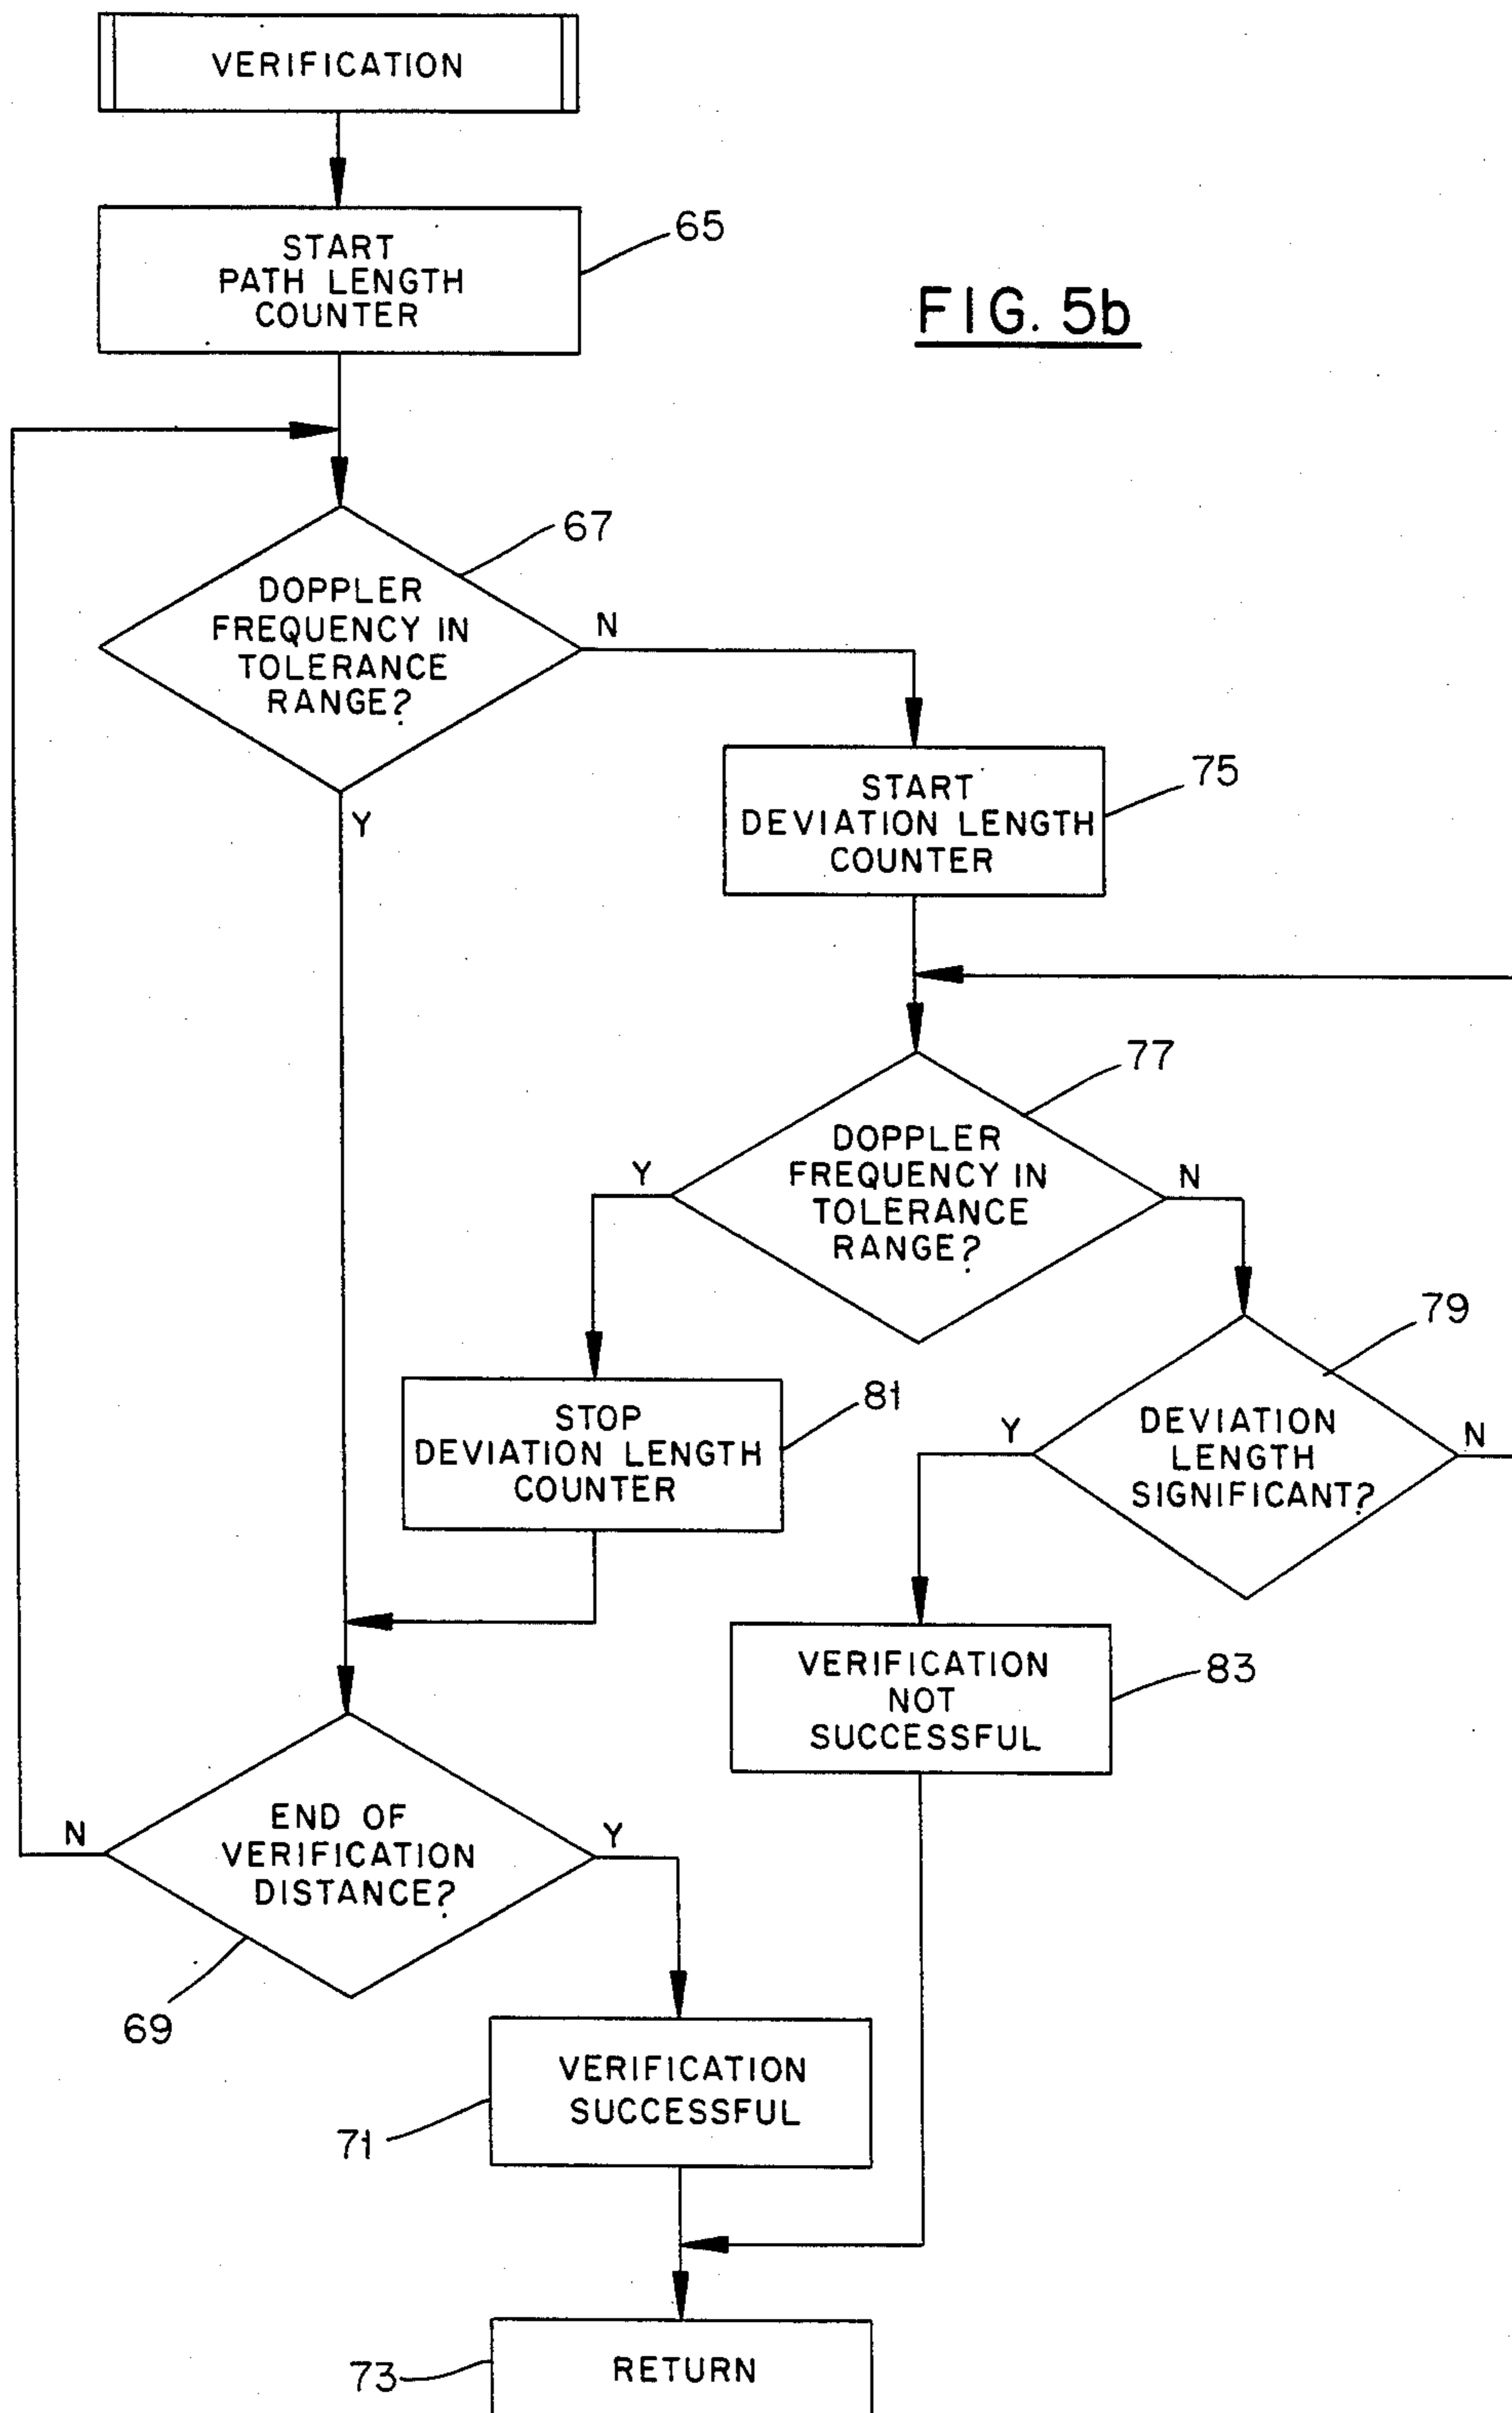 VERIFICATION
START
PATH LENGTH
COUNTER
65
FIG. 5b
67
DOPPLER
FREQUENCY IN
TOLERANCE
RANGE?
N
Y
START
DEVIATION LENGTH
COUNTER
75
77
DOPPLER
FREQUENCY IN
TOLERANCE
RANGE?
Y
N
79
DEVIATION
LENGTH
SIGNIFICANT?
Y
N
STOP
DEVIATION LENGTH
COUNTER
81
VERIFICATION
NOT
SUCCESSFUL
83
END OF
VERIFICATION
DISTANCE?
N
Y
69
VERIFICATION
SUCCESSFUL
71
RETURN
73